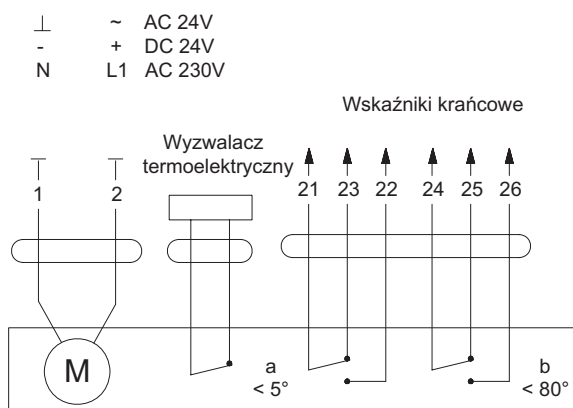 ⊥ ~ AC 24V
- + DC 24V
N L1 AC 230V
Wskaźniki krańcowe
Wyzwalacz
termoelektryczny
1 2 21 23 22 24 25 26
M
a
< 5°
b
< 80°